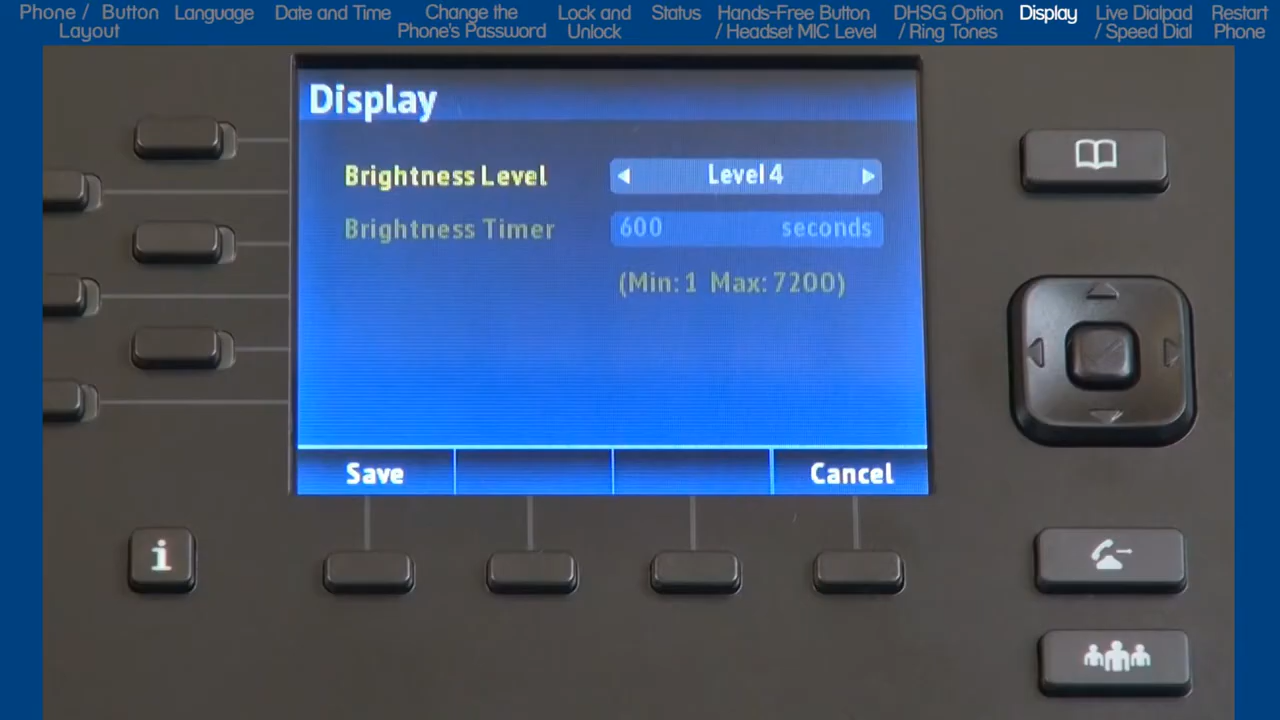 Phone / Button Layout
Language
Date and Time
Change the Phone's Password
Lock and Unlock
Status
Hands-Free Button / Headset MIC Level
DHSG Option / Ring Tones
Display
Live Dialpad / Speed Dial
Restart Phone
Display
Brightness Level ◀ Level 4 ▶
Brightness Timer 600 seconds
(Min: 1 Max: 7200)
Save Cancel
i